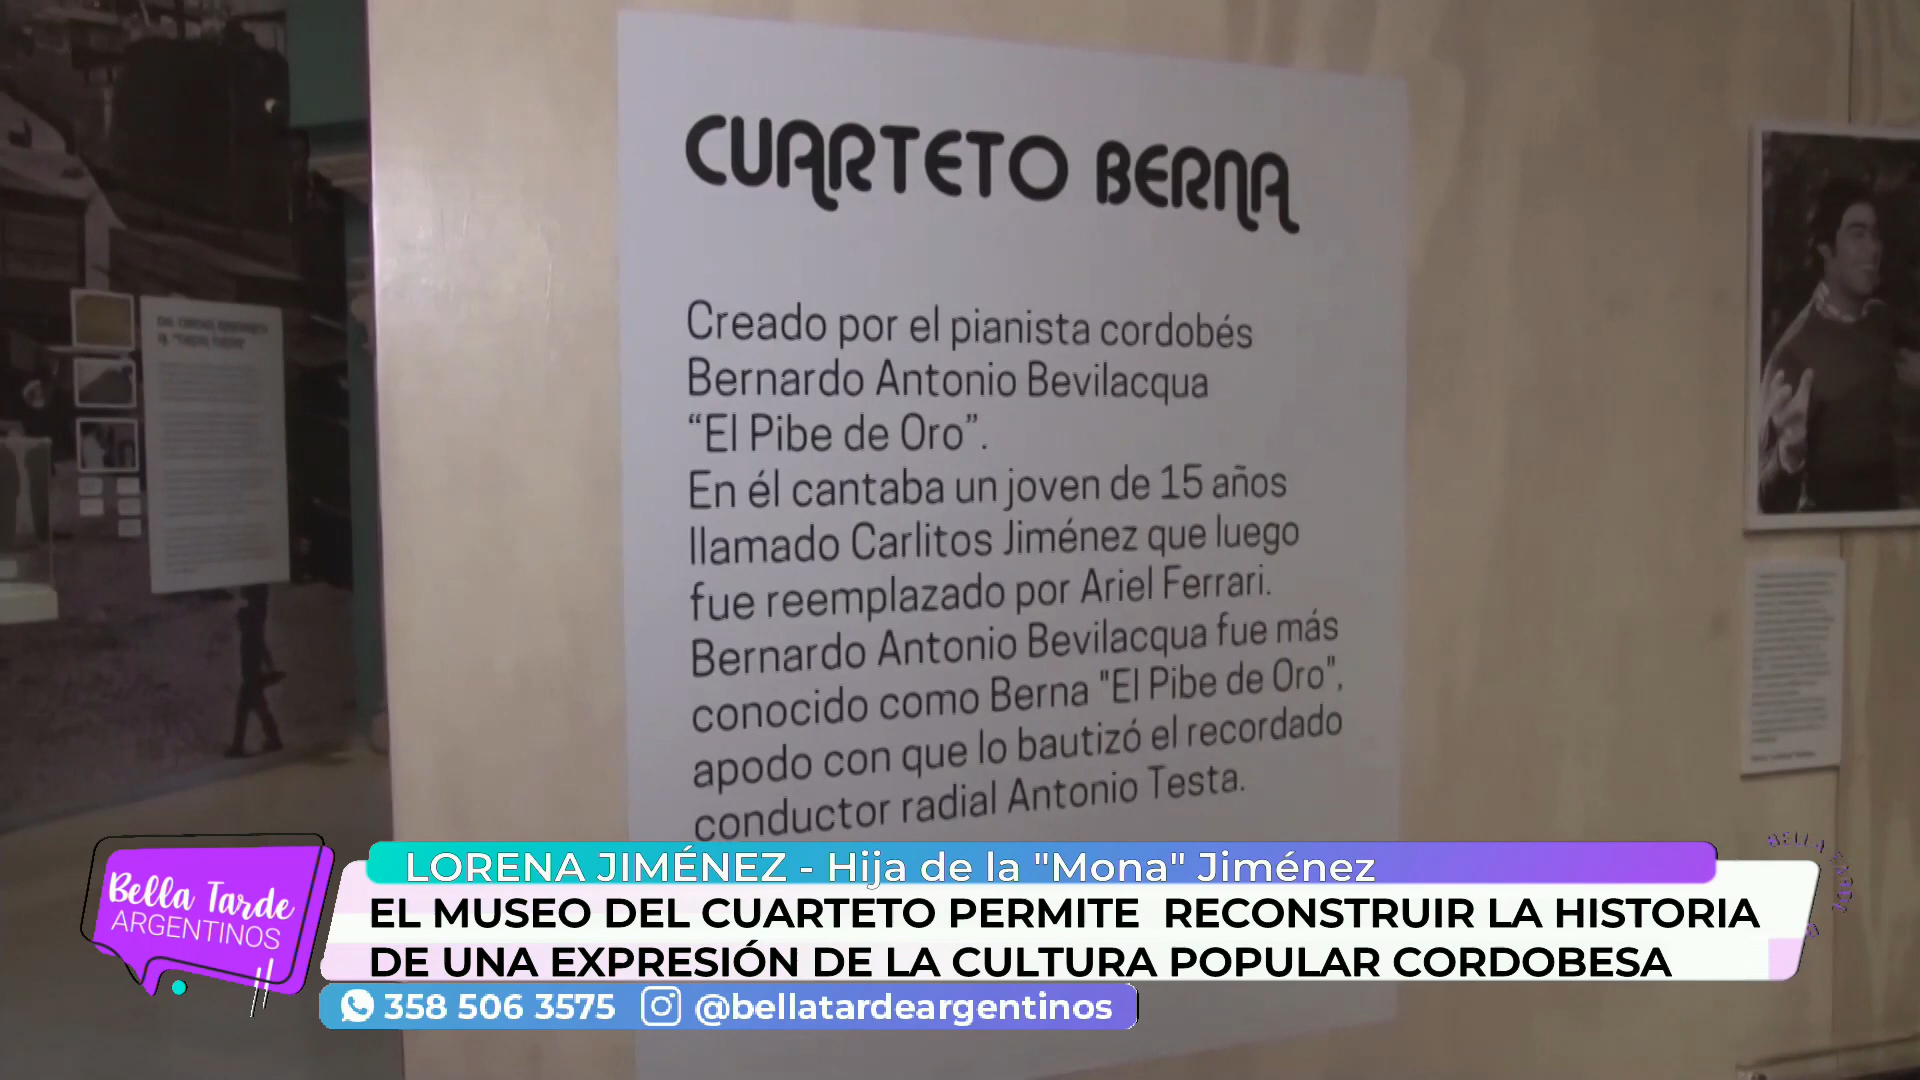 CUARTETO BERNA
Creado por el pianista cordobés
Bernardo Antonio Bevilacqua
“El Pibe de Oro”.
En él cantaba un joven de 15 años
llamado Carlitos Jiménez que luego
fue reemplazado por Ariel Ferrari.
Bernardo Antonio Bevilacqua fue más
conocido como Berna "El Pibe de Oro",
apodo con que lo bautizó el recordado
conductor radial Antonio Testa.
Bella Tarde
ARGENTINOS
LORENA JIMÉNEZ - Hija de la "Mona" Jiménez
EL MUSEO DEL CUARTETO PERMITE  RECONSTRUIR LA HISTORIA
DE UNA EXPRESIÓN DE LA CULTURA POPULAR CORDOBESA
358 506 3575 @bellatardeargentinos